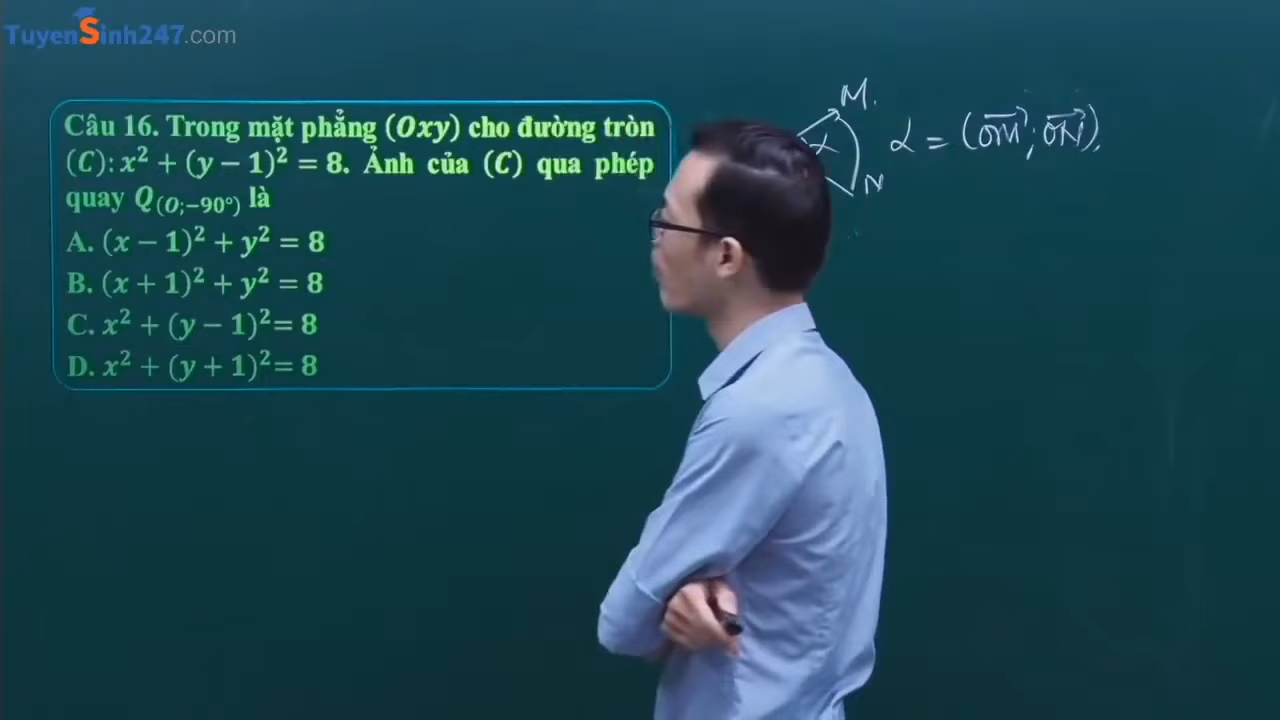 TuyenSinh247.com
Câu 16. Trong mặt phẳng (Oxy) cho đường tròn
(C): x² + (y − 1)² = 8. Ảnh của (C) qua phép
quay Q₍O;−90°₎ là
A. (x − 1)² + y² = 8
B. (x + 1)² + y² = 8
C. x² + (y − 1)² = 8
D. x² + (y + 1)² = 8
M.
α
α = (OM→; ON→).
N